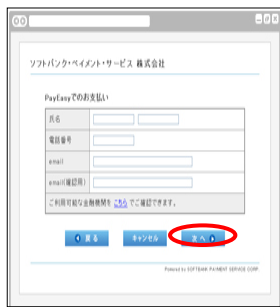 ソフトバンク・ペイメント・サービス 株式会社
PayEasyでのお支払い
氏名
電話番号
email
email(確認用)
ご利用可能な金融機関を こちら でご確認できます。
戻る キャンセル 次へ
Powered by SOFTBANK PAYMENT SERVICE CORP.